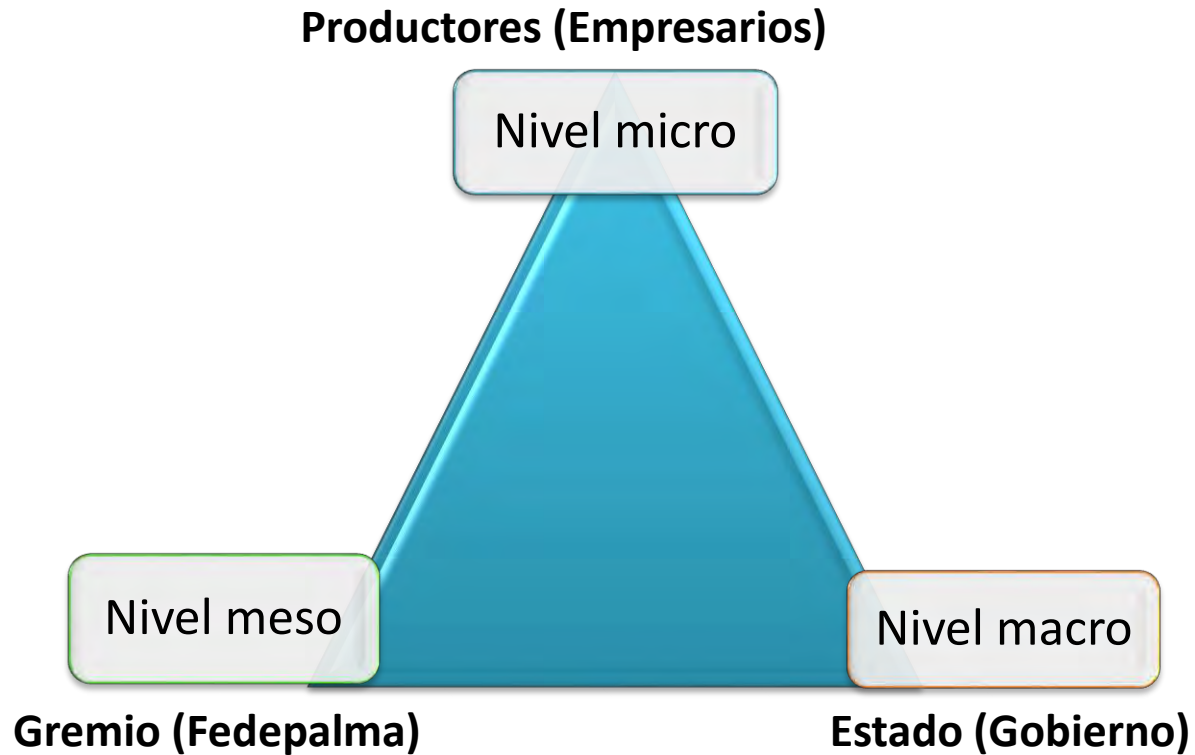 Productores (Empresarios)
Nivel micro
Nivel meso
Nivel macro
Gremio (Fedepalma)
Estado (Gobierno)